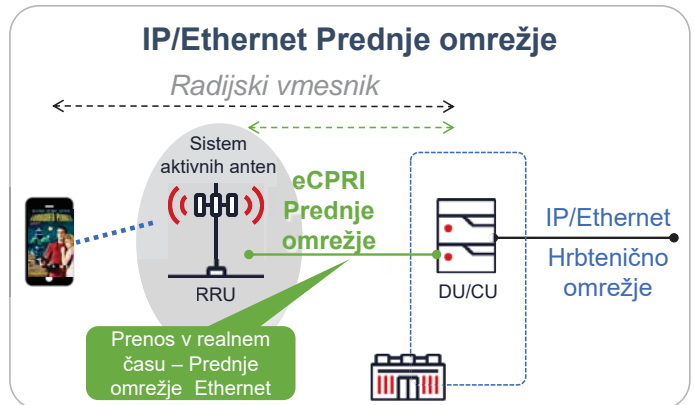 IP/Ethernet Prednje omrežje
Radijski vmesnik
Sistem
aktivnih anten
eCPRI
Prednje
omrežje
RRU
DU/CU
IP/Ethernet
Hrbtenično
omrežje
Prenos v realnem
času – Prednje
omrežje Ethernet